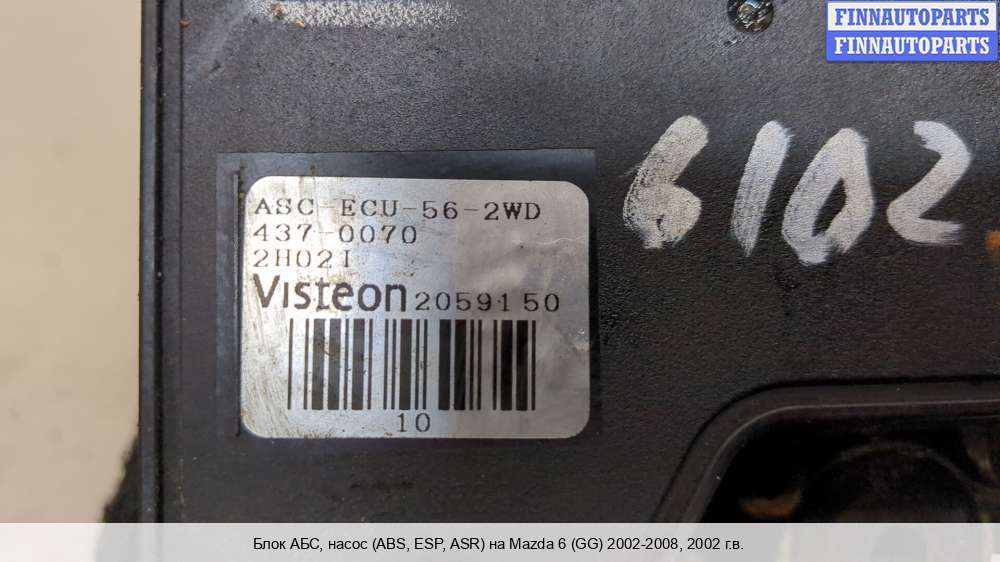 FINNAUTOPARTS
FINNAUTOPARTS
6102
ASC-ECU-56-2WD
437-0070
2H02I
Visteon 2059150
10
Блок АБС, насос (ABS, ESP, ASR) на Mazda 6 (GG) 2002-2008, 2002 г.в.